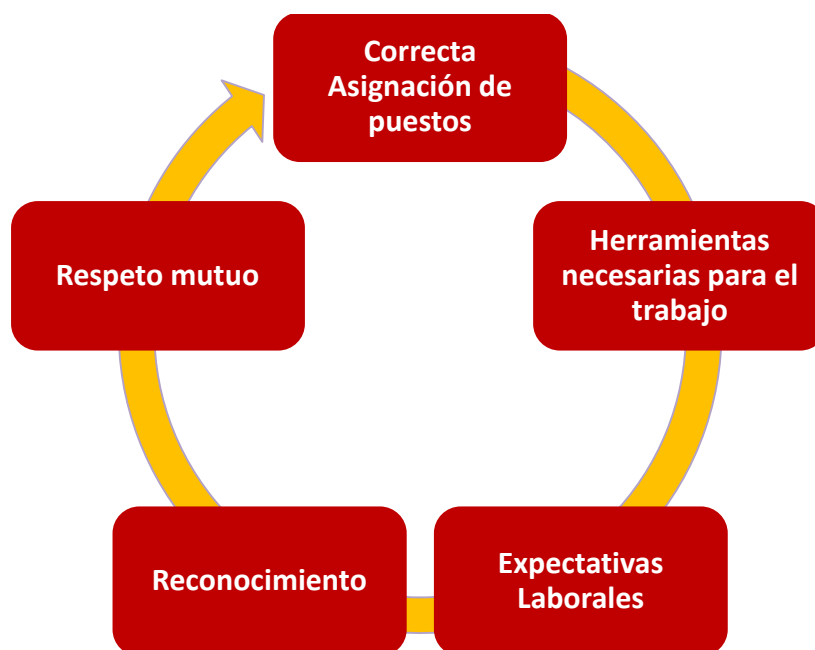 Correcta
Asignación de
puestos
Herramientas
necesarias para el
trabajo
Expectativas
Laborales
Reconocimiento
Respeto mutuo